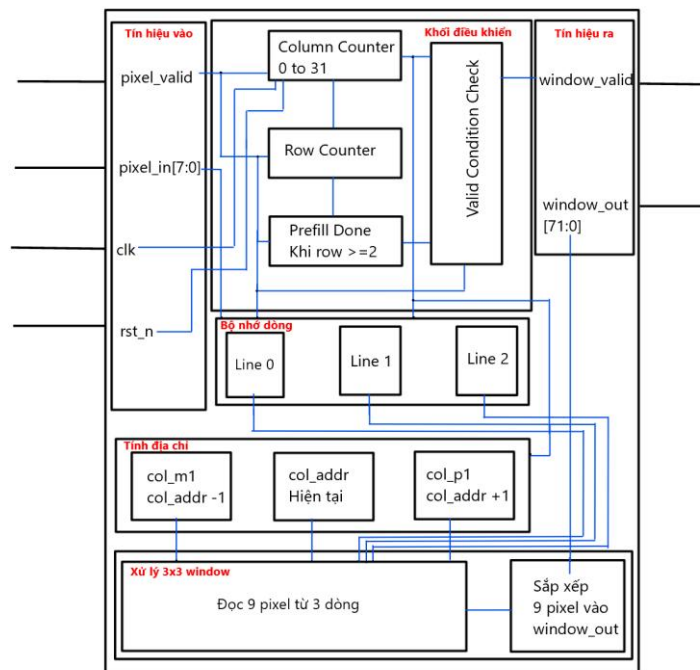 Tín hiệu vào
pixel_valid
pixel_in[7:0]
clk
rst_n
Khối điều khiến
Column Counter
0 to 31
Row Counter
Prefill Done
Khi row >=2
Valid Condition Check
Tín hiệu ra
window_valid
window_out
[71:0]
Bộ nhớ dòng
Line 0
Line 1
Line 2
Tính địa chỉ
col_m1
col_addr -1
col_addr
Hiện tại
col_p1
col_addr +1
Xử lý 3x3 window
Đọc 9 pixel từ 3 dòng
Sắp xếp
9 pixel vào
window_out